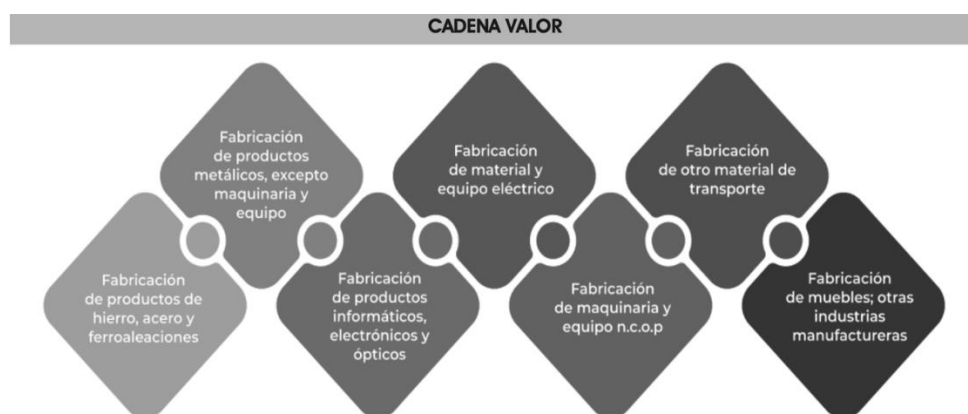 CADENA VALOR
Fabricación
de productos de
hierro, acero y
ferroaleaciones
Fabricación
de productos
metálicos, excepto
maquinaria y
equipo
Fabricación
de productos
informáticos,
electrónicos y
ópticos
Fabricación
de material y
equipo eléctrico
Fabricación
de maquinaria y
equipo n.c.o.p
Fabricación
de otro material de
transporte
Fabricación
de muebles; otras
industrias
manufactureras